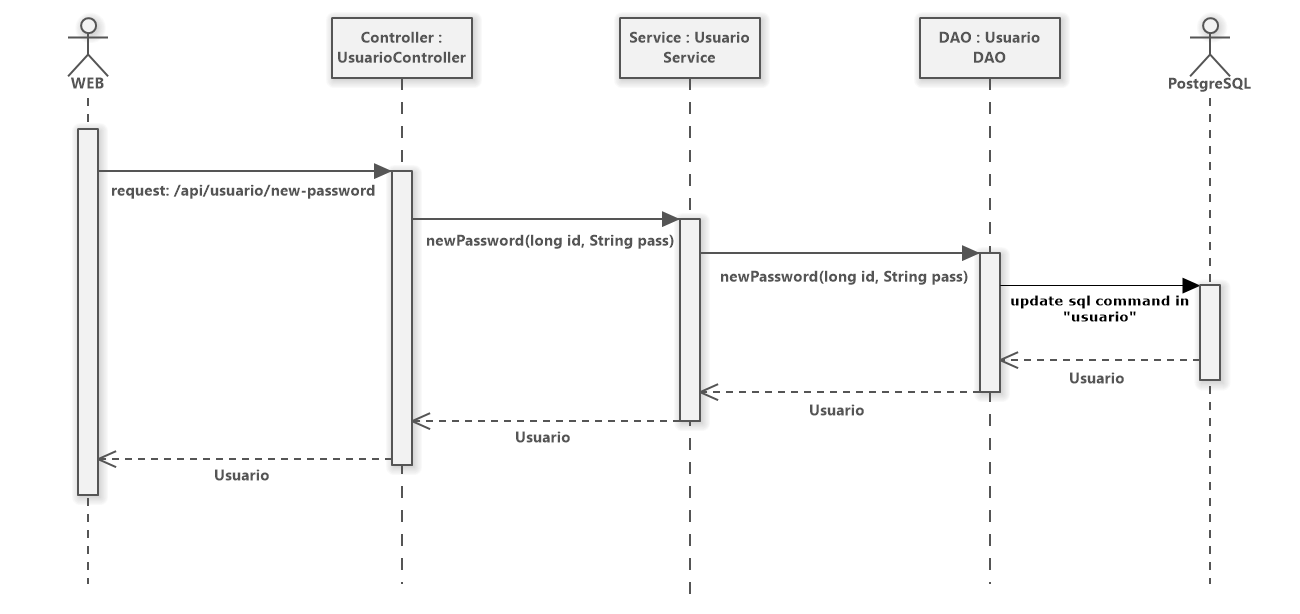 Controller :
UsuarioController
Service : Usuario
Service
DAO : Usuario
DAO
WEB
PostgreSQL
request: /api/usuario/new-password
newPassword(long id, String pass)
newPassword(long id, String pass)
update sql command in
"usuario"
Usuario
Usuario
Usuario
Usuario